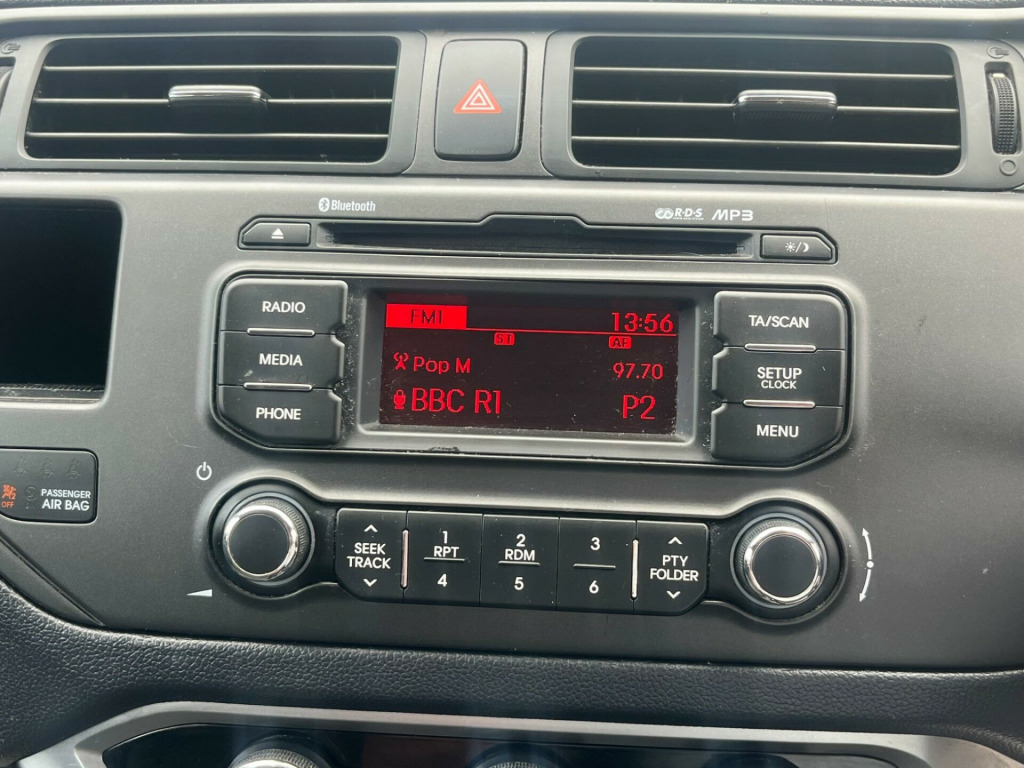 Bluetooth
R·D·S MP3
RADIO
MEDIA
PHONE
FM1
13:56
ST
AF
Pop M
97.70
BBC R1
P2
TA/SCAN
SETUP
CLOCK
MENU
OFF
PASSENGER
AIR BAG
SEEK
TRACK
1
RPT
4
2
RDM
5
3
6
PTY
FOLDER